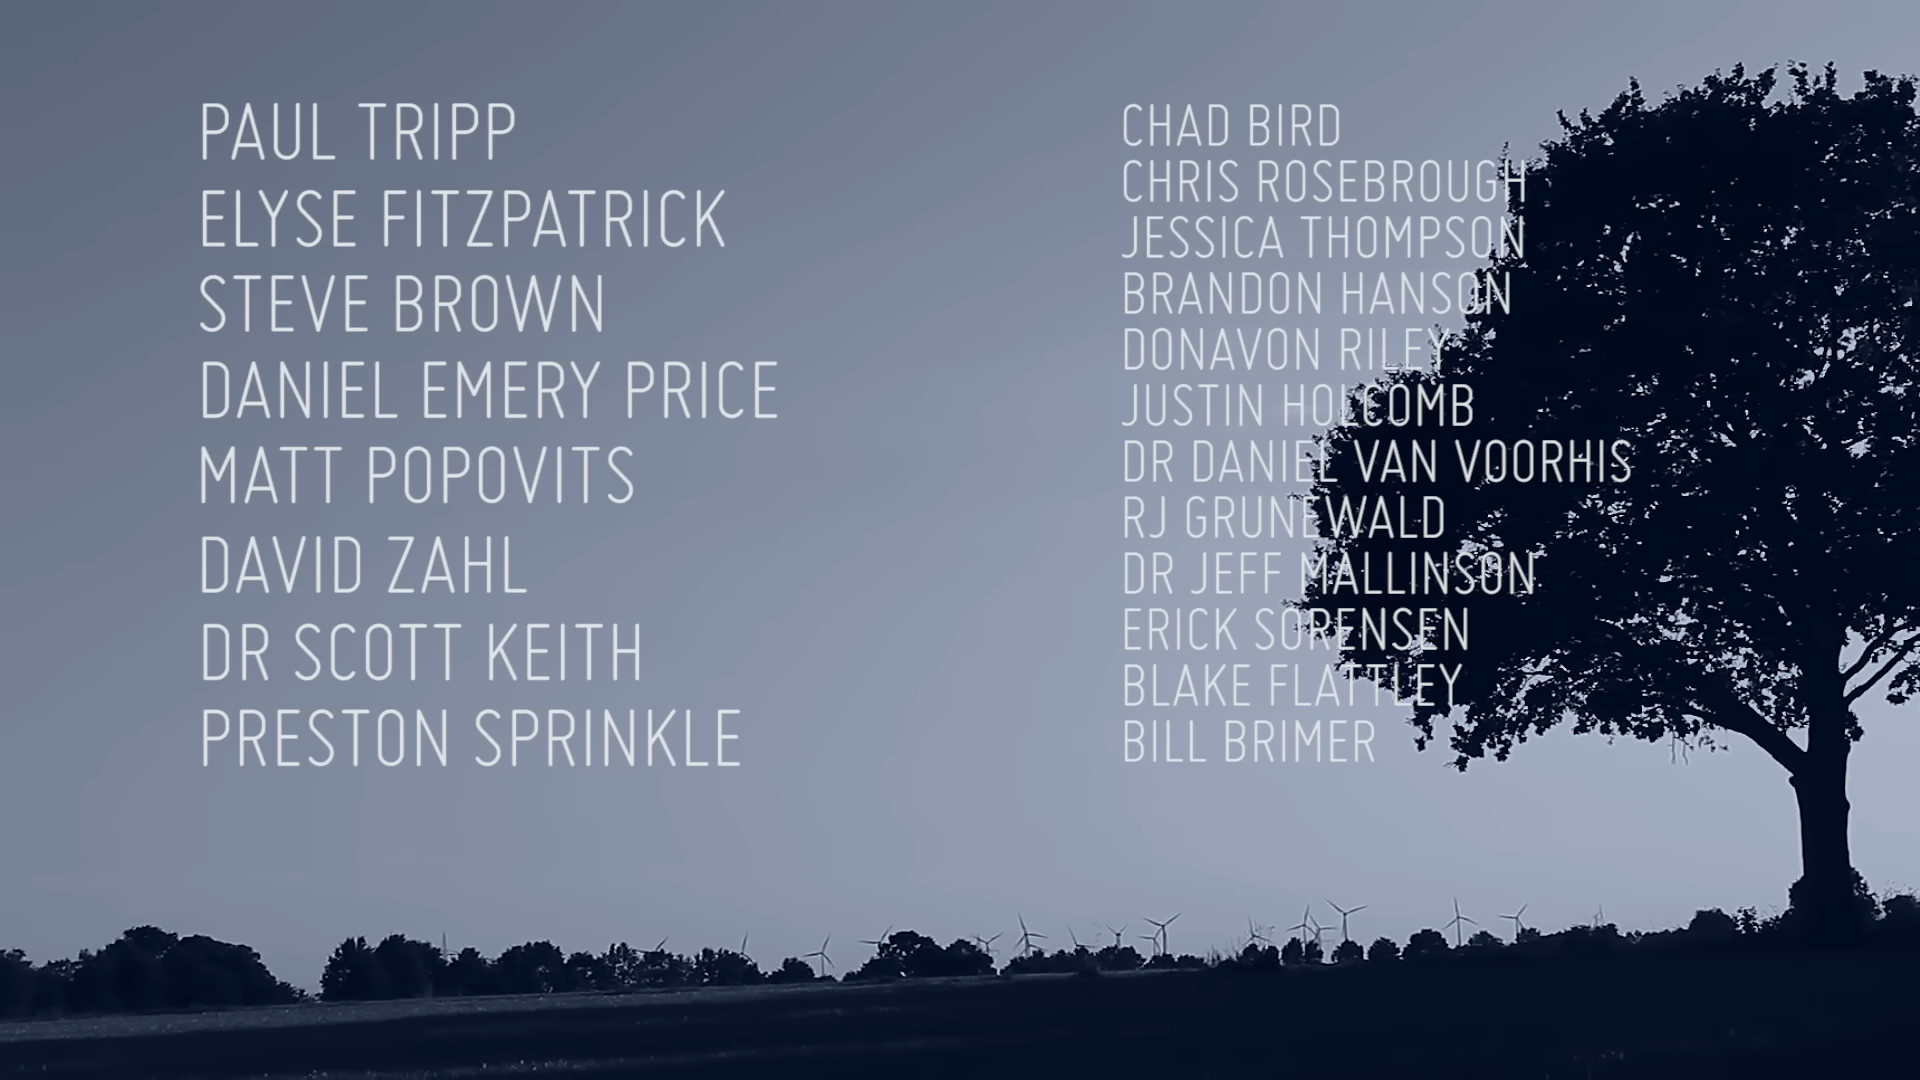 PAUL TRIPP
ELYSE FITZPATRICK
STEVE BROWN
DANIEL EMERY PRICE
MATT POPOVITS
DAVID ZAHL
DR SCOTT KEITH
PRESTON SPRINKLE
CHAD BIRD
CHRIS ROSEBROUGH
JESSICA THOMPSON
BRANDON HANSON
DONAVON RILEY
JUSTIN HOLCOMB
DR DANIEL VAN VOORHIS
RJ GRUNEWALD
DR JEFF MALLINSON
ERICK SORENSEN
BLAKE FLATTLEY
BILL BRIMER